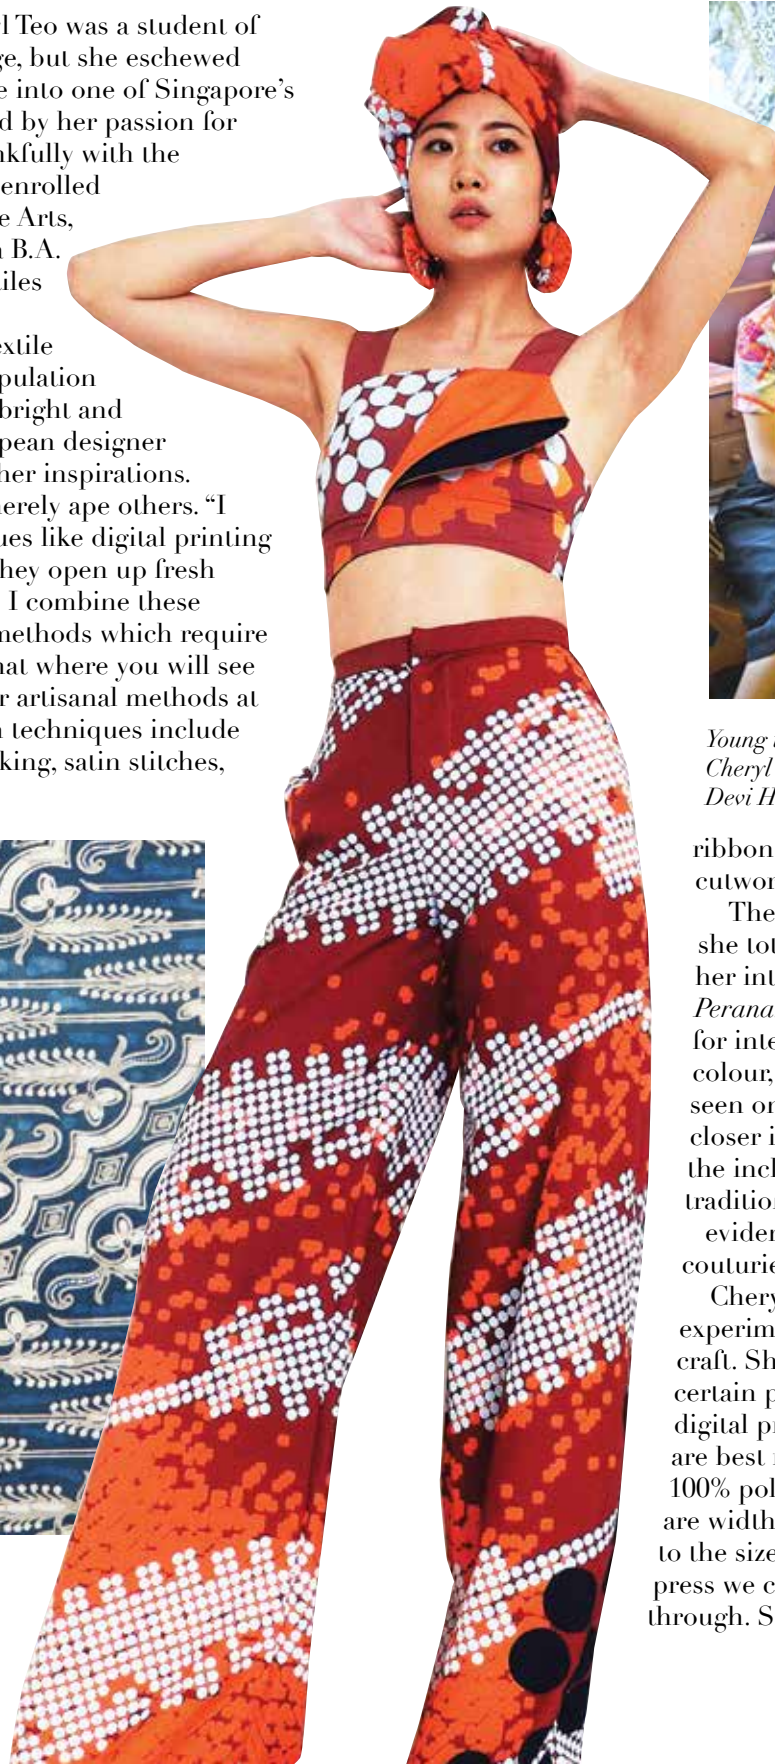 l Teo was a student of
ge, but she eschewed
e into one of Singapore’s
d by her passion for
nkfully with the
enrolled
e Arts,
n B.A.
tiles
extile
pulation
bright and
pean designer
her inspirations.
nerely ape others. “I
ues like digital printing
hey open up fresh
I combine these
methods which require
hat where you will see
r artisanal methods at
n techniques include
king, satin stitches,
Young
Cheryl
Devi H
ribbon
cutwor
The
she tot
her int
Perana
for inte
colour,
seen on
closer i
the incl
tradition
eviden
couturie
Chery
experim
craft. Sh
certain p
digital pr
are best
100% pol
are width
to the size
press we c
through. S